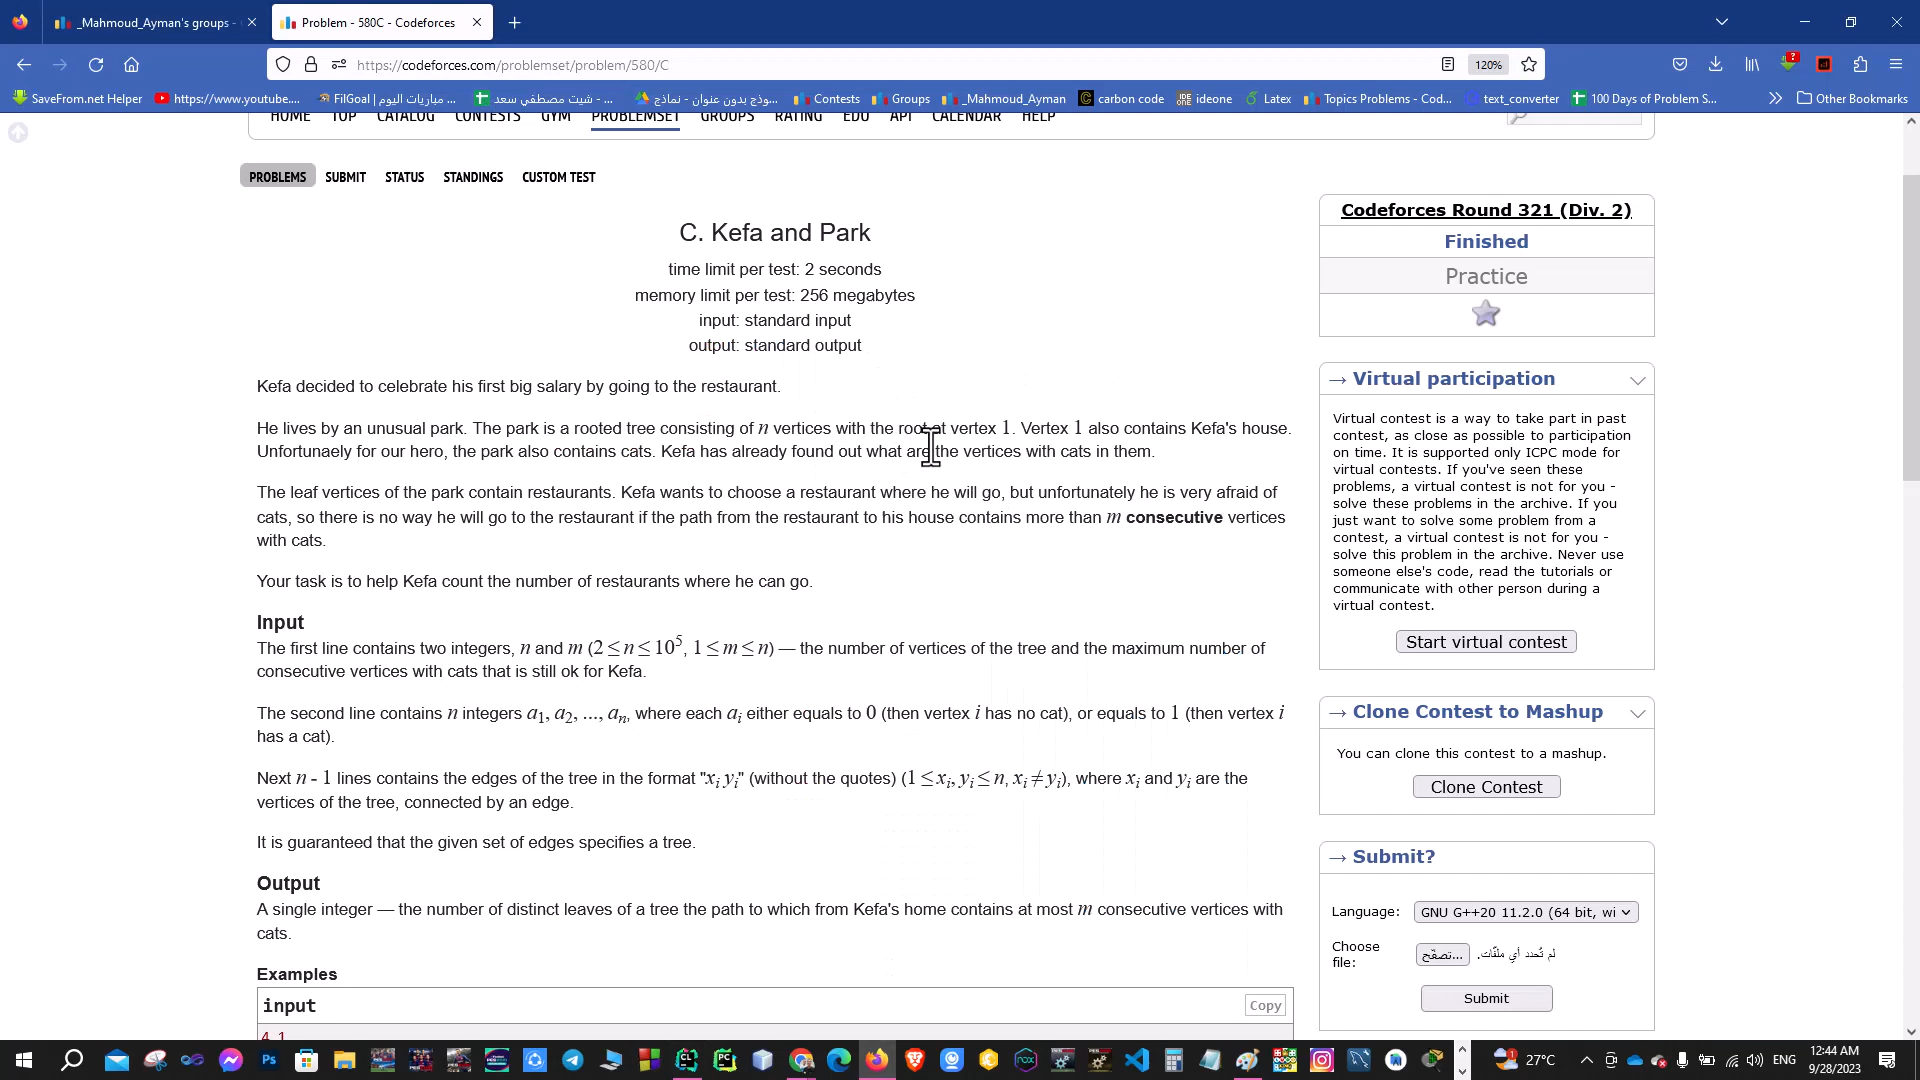 _Mahmoud_Ayman's groups -
Problem - 580C - Codeforces
https://codeforces.com/problemset/problem/580/C
120%
SaveFrom.net Helper
https://www.youtube....
FilGoal | مباريات اليوم ...
شيت مصطفي سعد - ...
...وذج بدون عنوان - نماذج
Contests
Groups
_Mahmoud_Ayman
carbon code
ideone
Latex
Topics Problems - Cod...
text_converter
100 Days of Problem S...
Other Bookmarks
HOME TOP CATALOG CONTESTS GYM PROBLEMSET GROUPS RATING EDU API CALENDAR HELP
PROBLEMS SUBMIT STATUS STANDINGS CUSTOM TEST
C. Kefa and Park
time limit per test: 2 seconds
memory limit per test: 256 megabytes
input: standard input
output: standard output
Kefa decided to celebrate his first big salary by going to the restaurant.
He lives by an unusual park. The park is a rooted tree consisting of n vertices with the root at vertex 1. Vertex 1 also contains Kefa's house.
Unfortunaely for our hero, the park also contains cats. Kefa has already found out what are the vertices with cats in them.
The leaf vertices of the park contain restaurants. Kefa wants to choose a restaurant where he will go, but unfortunately he is very afraid of
cats, so there is no way he will go to the restaurant if the path from the restaurant to his house contains more than m consecutive vertices
with cats.
Your task is to help Kefa count the number of restaurants where he can go.
Input
The first line contains two integers, n and m (2 ≤ n ≤ 10⁵, 1 ≤ m ≤ n) — the number of vertices of the tree and the maximum number of
consecutive vertices with cats that is still ok for Kefa.
The second line contains n integers a₁, a₂, ..., aₙ, where each aᵢ either equals to 0 (then vertex i has no cat), or equals to 1 (then vertex i
has a cat).
Next n - 1 lines contains the edges of the tree in the format "xᵢ yᵢ" (without the quotes) (1 ≤ xᵢ, yᵢ ≤ n, xᵢ ≠ yᵢ), where xᵢ and yᵢ are the
vertices of the tree, connected by an edge.
It is guaranteed that the given set of edges specifies a tree.
Output
A single integer — the number of distinct leaves of a tree the path to which from Kefa's home contains at most m consecutive vertices with
cats.
Examples
input
Copy
4 1
Codeforces Round 321 (Div. 2)
Finished
Practice
→ Virtual participation
Virtual contest is a way to take part in past
contest, as close as possible to participation
on time. It is supported only ICPC mode for
virtual contests. If you've seen these
problems, a virtual contest is not for you -
solve these problems in the archive. If you
just want to solve some problem from a
contest, a virtual contest is not for you -
solve this problem in the archive. Never use
someone else's code, read the tutorials or
communicate with other person during a
virtual contest.
Start virtual contest
→ Clone Contest to Mashup
You can clone this contest to a mashup.
Clone Contest
→ Submit?
Language: GNU G++20 11.2.0 (64 bit, wi
Choose
file:
تصفّح...
لم تُحدد أي ملفّات.
Submit
27°C
ENG
12:44 AM
9/28/2023